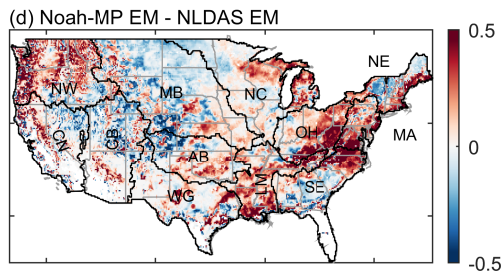 (d) Noah-MP EM - NLDAS EM
0.5
NE
NW
MB
NC
CN
GB
OH
MA
0
AB
LM
SE
WG
-0.5